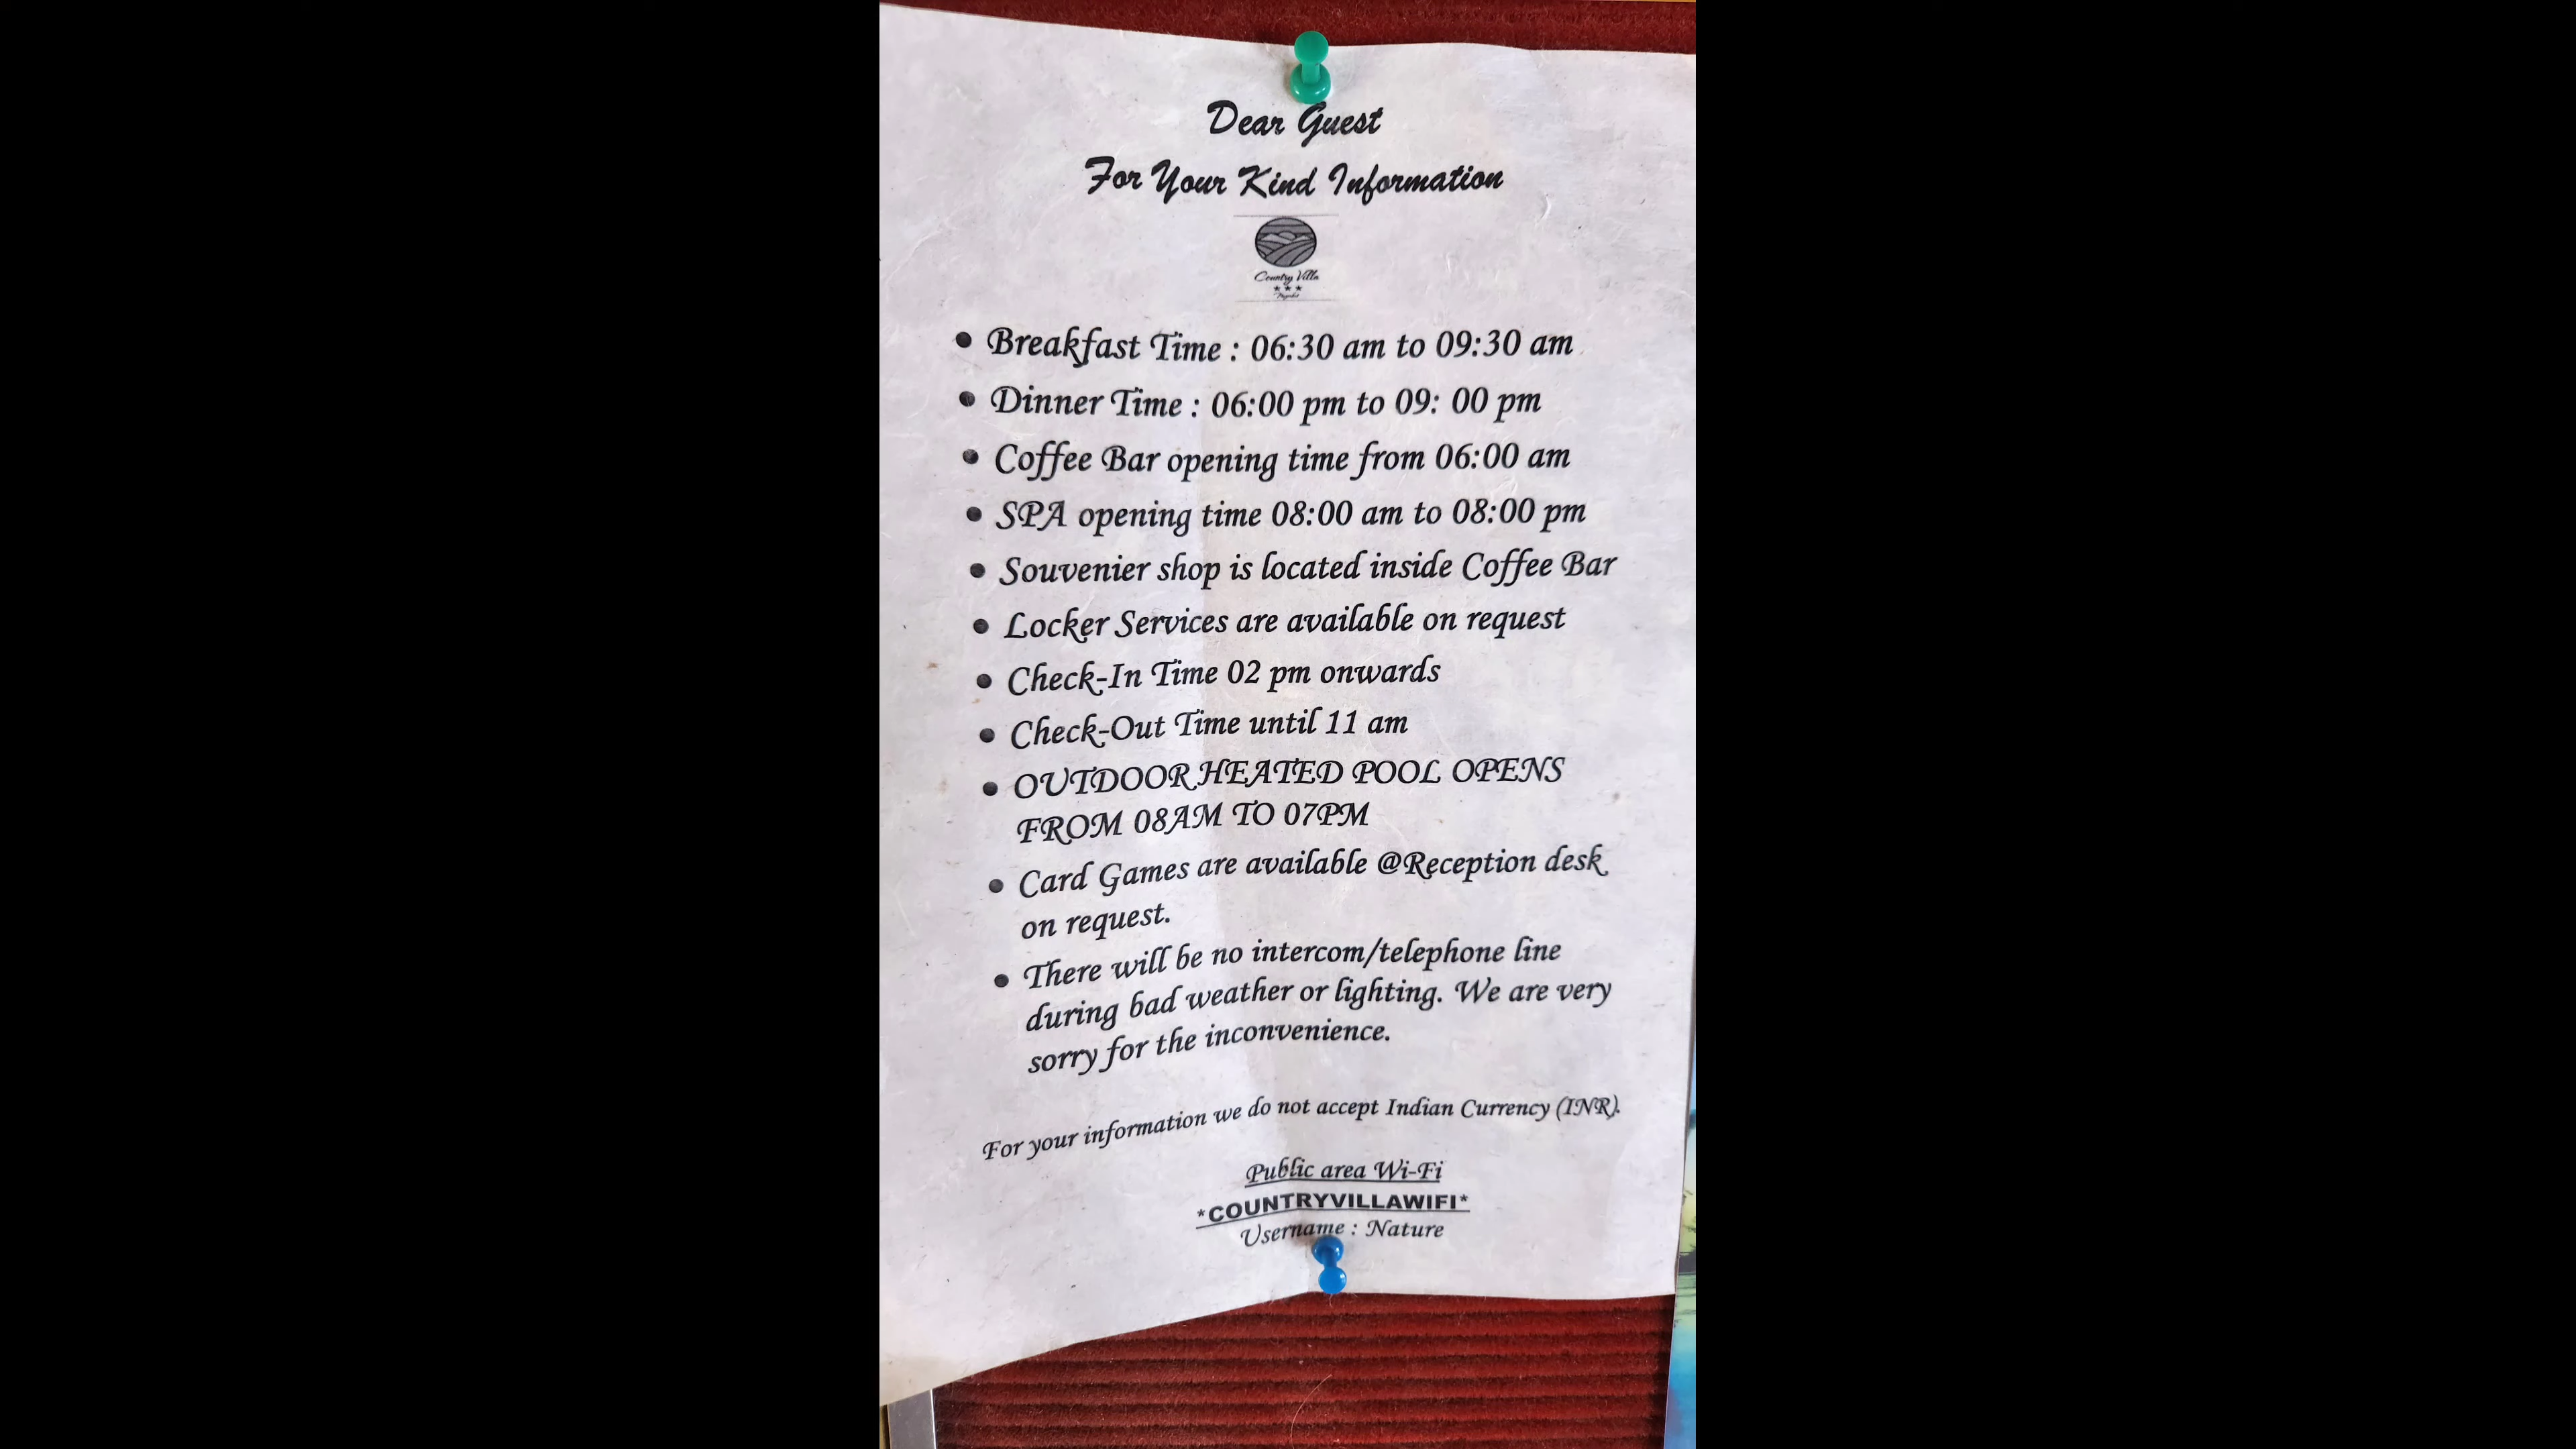 Dear Guest
For Your Kind Information
Country Villa
Breakfast Time : 06:30 am to 09:30 am
Dinner Time : 06:00 pm to 09: 00 pm
Coffee Bar opening time from 06:00 am
SPA opening time 08:00 am to 08:00 pm
Souvenier shop is located inside Coffee Bar
Locker Services are available on request
Check-In Time 02 pm onwards
Check-Out Time until 11 am
OUTDOOR HEATED POOL OPENS
FROM 08AM TO 07PM
Card Games are available @Reception desk
on request.
There will be no intercom/telephone line
during bad weather or lighting. We are very
sorry for the inconvenience.
For your information we do not accept Indian Currency (INR).
Public area Wi-Fi
*COUNTRYVILLAWIFI*
Username : Nature